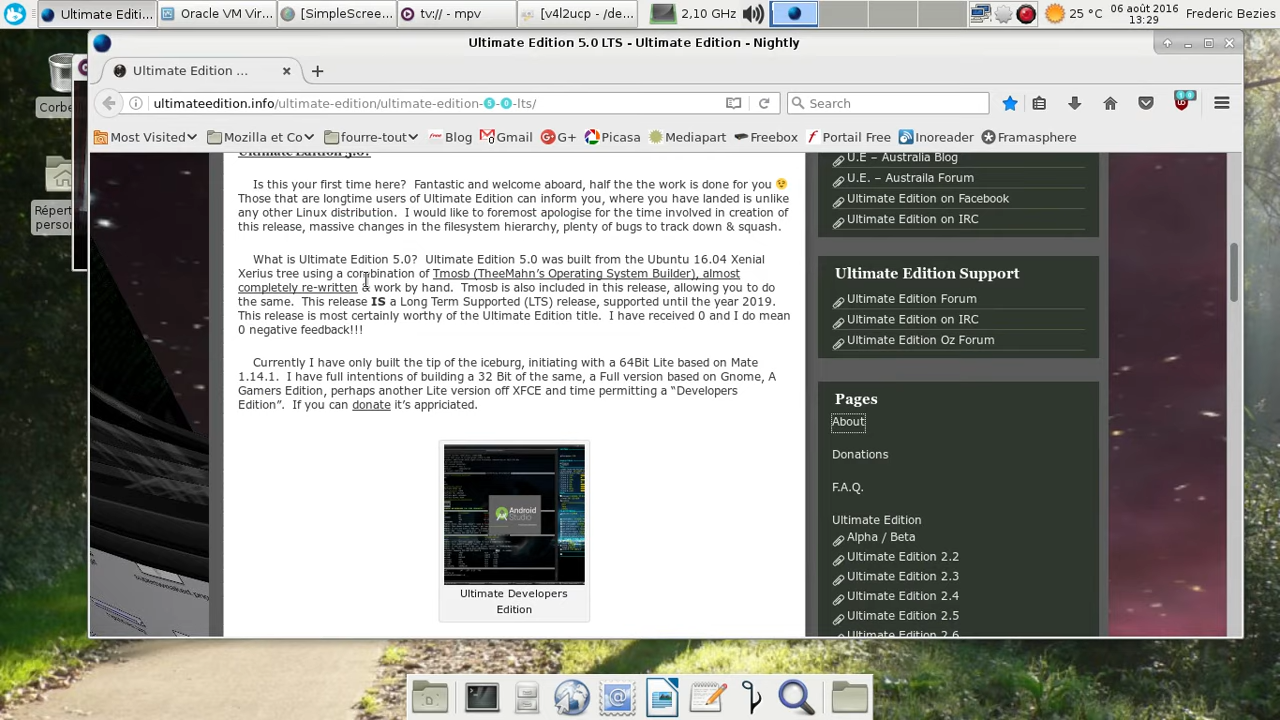 Ultimate Editi...
Oracle VM Vir...
[SimpleScree...
tv:// - mpv
[v4l2ucp - /de...
2,10 GHz
25 °C
06 août 2016
13:29
Frederic Bezies
Ultimate Edition 5.0 LTS - Ultimate Edition - Nightly
Ultimate Edition ...
ultimateedition.info/ultimate-edition/ultimate-edition-5-0-lts/
Search
Most Visited
Mozilla et Co
fourre-tout
Blog
Gmail
G+
Picasa
Mediapart
Freebox
Portail Free
Inoreader
Framasphere
Corbe
Répert
person
Ultimate Edition 5.0:
Is this your first time here? Fantastic and welcome aboard, half the the work is done for you
Those that are longtime users of Ultimate Edition can inform you, where you have landed is unlike
any other Linux distribution. I would like to foremost apologise for the time involved in creation of
this release, massive changes in the filesystem hierarchy, plenty of bugs to track down & squash.
What is Ultimate Edition 5.0? Ultimate Edition 5.0 was built from the Ubuntu 16.04 Xenial
Xerius tree using a combination of Tmosb (TheeMahn's Operating System Builder), almost
completely re-written & work by hand. Tmosb is also included in this release, allowing you to do
the same. This release IS a Long Term Supported (LTS) release, supported until the year 2019.
This release is most certainly worthy of the Ultimate Edition title. I have received 0 and I do mean
0 negative feedback!!!
Currently I have only built the tip of the iceburg, initiating with a 64Bit Lite based on Mate
1.14.1. I have full intentions of building a 32 Bit of the same, a Full version based on Gnome, A
Gamers Edition, perhaps another Lite version off XFCE and time permitting a “Developers
Edition”. If you can donate it's appriciated.
Android
Studio
Ultimate Developers
Edition
U.E – Australia Blog
U.E. – Austraila Forum
Ultimate Edition on Facebook
Ultimate Edition on IRC
Ultimate Edition Support
Ultimate Edition Forum
Ultimate Edition on IRC
Ultimate Edition Oz Forum
Pages
About
Donations
F.A.Q.
Ultimate Edition
Alpha / Beta
Ultimate Edition 2.2
Ultimate Edition 2.3
Ultimate Edition 2.4
Ultimate Edition 2.5
Ultimate Edition 2.6